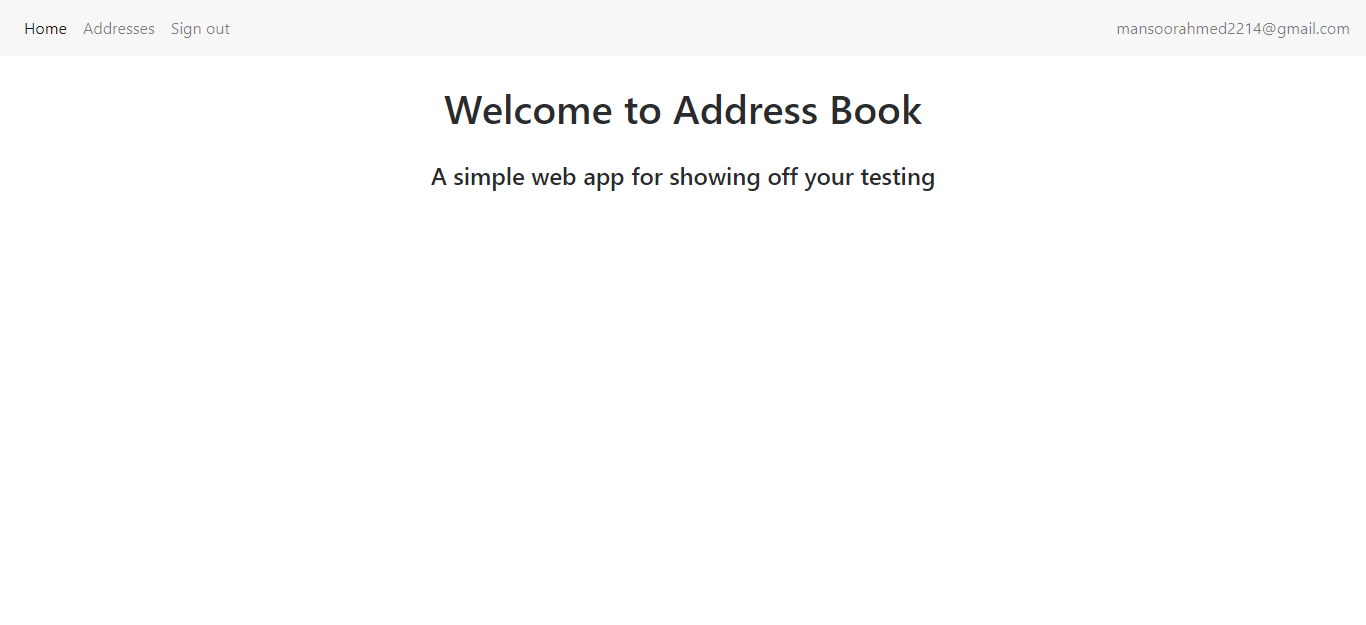 Home Addresses Sign out mansoorahmed2214@gmail.com
Welcome to Address Book
A simple web app for showing off your testing